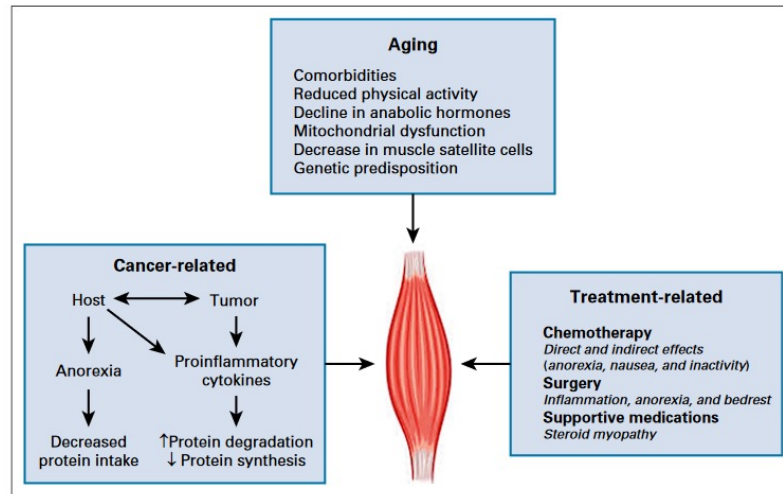 Aging
Comorbidities
Reduced physical activity
Decline in anabolic hormones
Mitochondrial dysfunction
Decrease in muscle satellite cells
Genetic predisposition
Cancer-related
Host
Tumor
Anorexia
Proinflammatory
cytokines
Decreased
protein intake
↑Protein degradation
↓ Protein synthesis
Treatment-related
Chemotherapy
Direct and indirect effects
(anorexia, nausea, and inactivity)
Surgery
Inflammation, anorexia, and bedrest
Supportive medications
Steroid myopathy